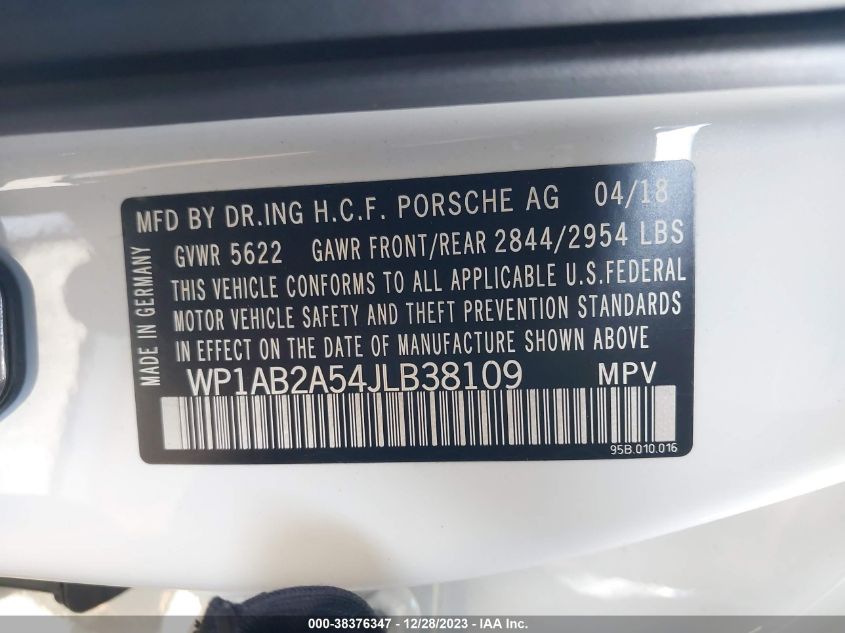 MFD BY DR.ING H.C.F. PORSCHE AG 04/18
GVWR 5622 GAWR FRONT/REAR 2844/2954 LBS
THIS VEHICLE CONFORMS TO ALL APPLICABLE U.S.FEDERAL
MOTOR VEHICLE SAFETY AND THEFT PREVENTION STANDARDS
IN EFFECT ON THE DATE OF MANUFACTURE SHOWN ABOVE
MADE IN GERMANY
WP1AB2A54JLB38109 MPV
95B.010.016
000-38376347 - 12/28/2023 - IAA Inc.